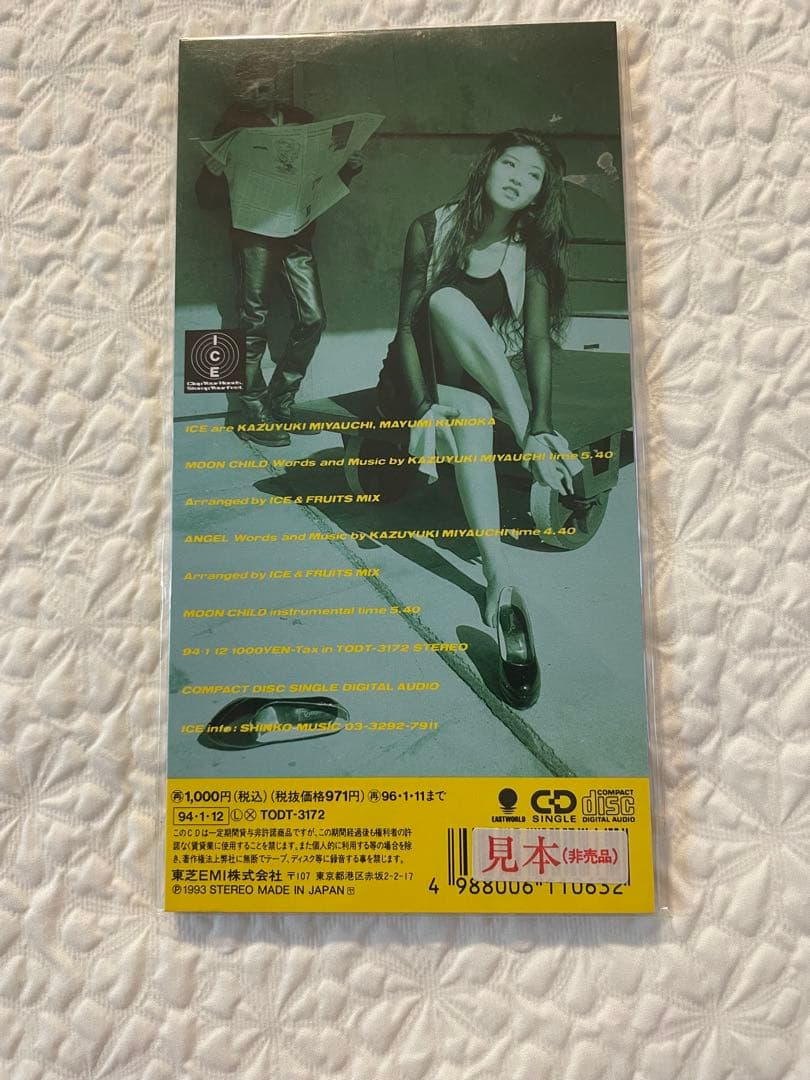 ICE
Clap Your Hands,
Stamp Your Feet.
ICE are KAZUYUKI MIYAUCHI, MAYUMI KUNIOKA
MOON CHILD Words and Music by KAZUYUKI MIYAUCHI time 5.40
Arranged by ICE & FRUITS MIX
ANGEL Words and Music by KAZUYUKI MIYAUCHI time 4.40
Arranged by ICE & FRUITS MIX
MOON CHiLD instrumental time 5.40
94·1·12 1000YEN-Tax in TODT-3172 STEREO
COMPACT DISC SINGLE DIGITAL AUDIO
ICE info: SHINKO-MUSIC 03-3292-7911
再1,000円(税込)(税抜価格971円)再96・1・11まで
94・1・12 Ⓛ Ⓧ TODT-3172
このCDは一定期間貸与非許諾商品ですが、この期間経過後も権利者の許
諾なく賃貸業に使用することを禁じます。また個人的に利用する等の場合を除
き、著作権法上弊社に無断でテープ、ディスク等に録音する事を禁じます。
東芝EMI株式会社 〒107 東京都港区赤坂2-2-17
Ⓟ1993 STEREO MADE IN JAPAN
EASTWORLD
CD SINGLE
COMPACT disc DIGITAL AUDIO
見本(非売品)
4 988006 110632